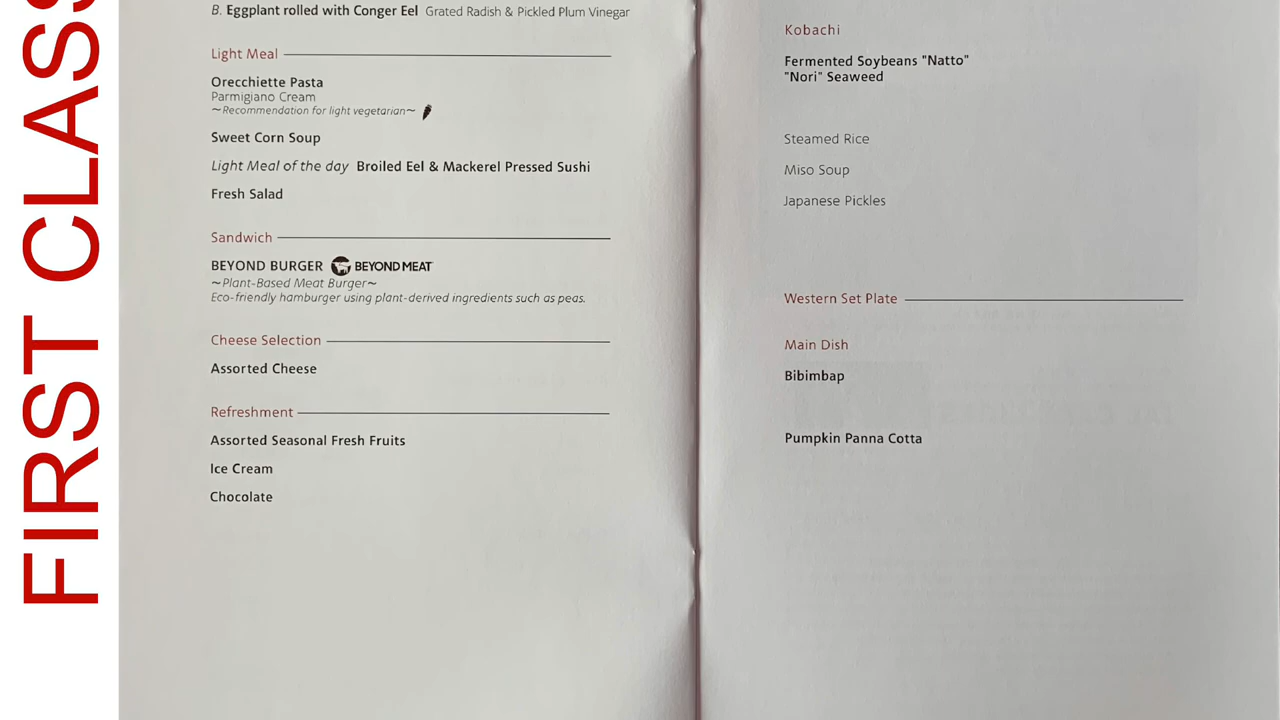 FIRST CLASS
B. Eggplant rolled with Conger Eel Grated Radish & Pickled Plum Vinegar
Light Meal
Orecchiette Pasta
Parmigiano Cream
~Recommendation for light vegetarian~
Sweet Corn Soup
Light Meal of the day Broiled Eel & Mackerel Pressed Sushi
Fresh Salad
Sandwich
BEYOND BURGER BEYOND MEAT
~Plant-Based Meat Burger~
Eco-friendly hamburger using plant-derived ingredients such as peas.
Cheese Selection
Assorted Cheese
Refreshment
Assorted Seasonal Fresh Fruits
Ice Cream
Chocolate
Kobachi
Fermented Soybeans "Natto"
"Nori" Seaweed
Steamed Rice
Miso Soup
Japanese Pickles
Western Set Plate
Main Dish
Bibimbap
Pumpkin Panna Cotta